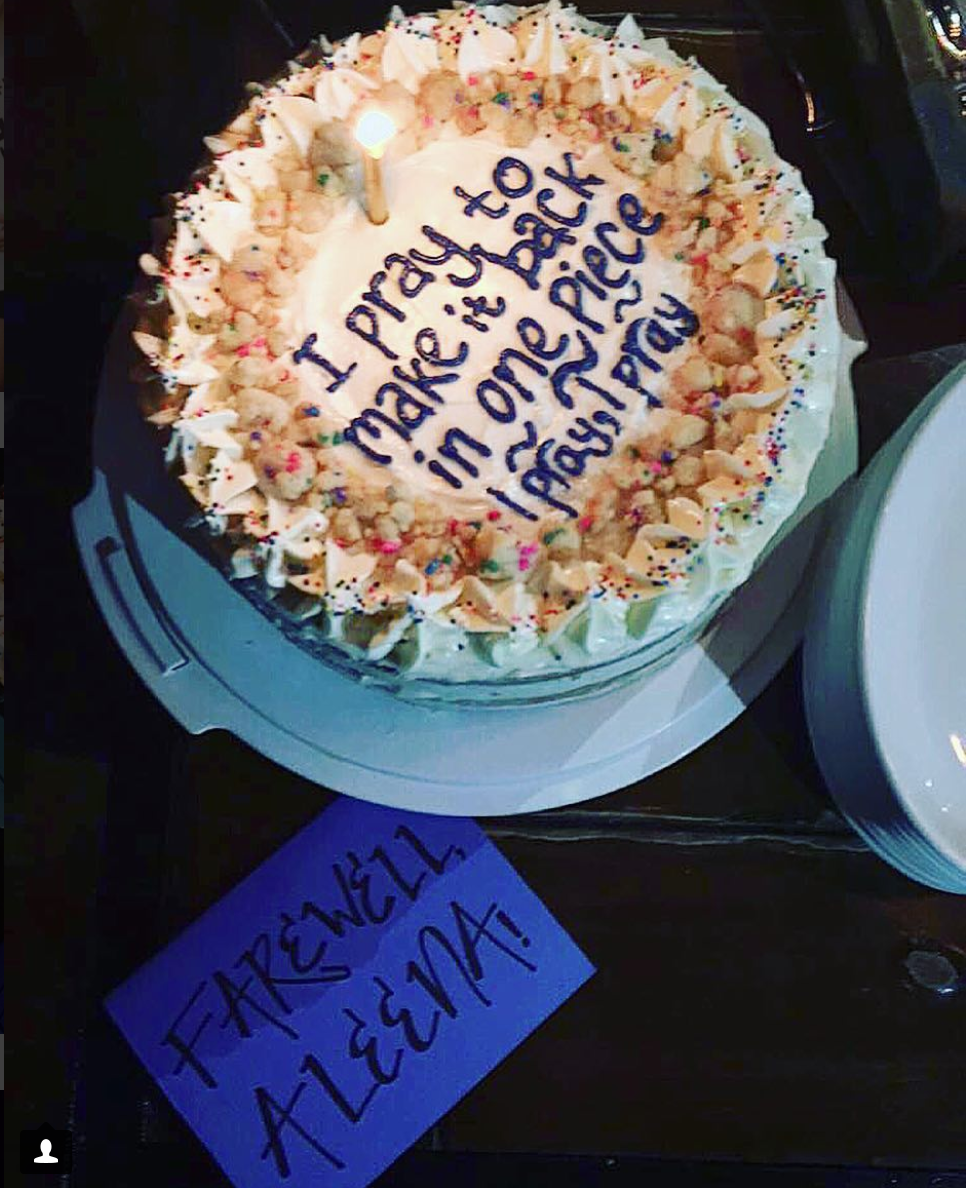 I pray to
make it back
in one piece
~ ~ ~
I pray, I pray
FAREWELL,
ALEENA!